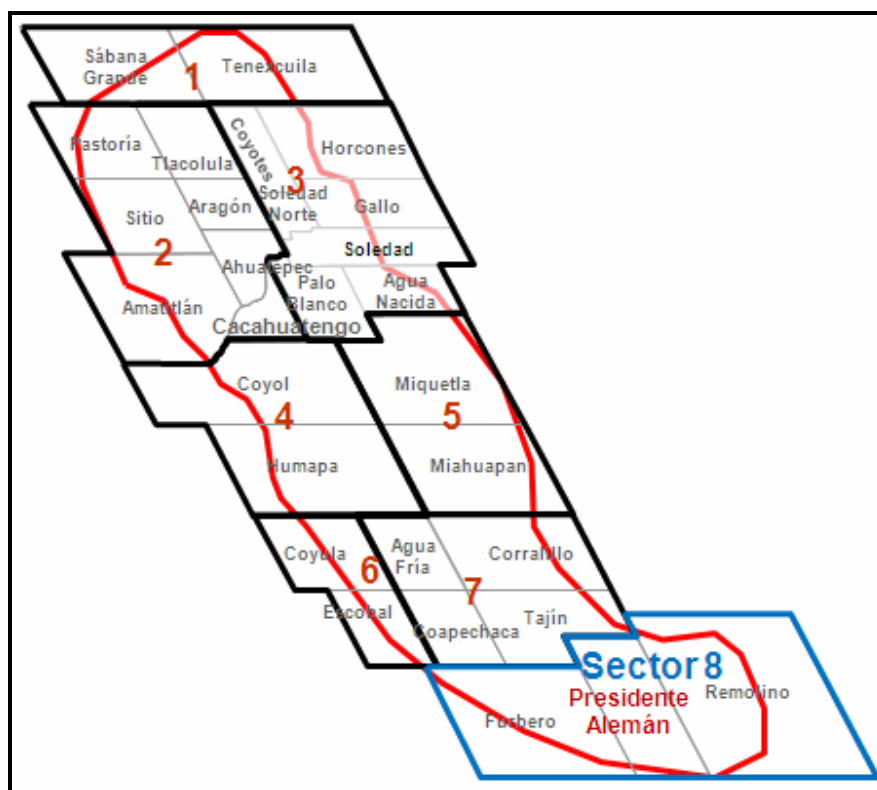 Sábana
Grande
1
Tenexcuila
Pastoría
Tlacolula
Coyotes
Horcones
3
Aragón
Soledad
Norte
Gallo
Sitio
2
Soledad
Ahuatepec
Palo
Blanco
Agua
Nacida
Amatitlán
Cacahuatengo
Coyol
4
Miquetla
5
Humapa
Miahuapan
Coyula
6
Agua
Fría
Corralillo
7
Escobal
Coapechaca
Tajín
Sector 8
Presidente
Alemán
Remolino
Furbero